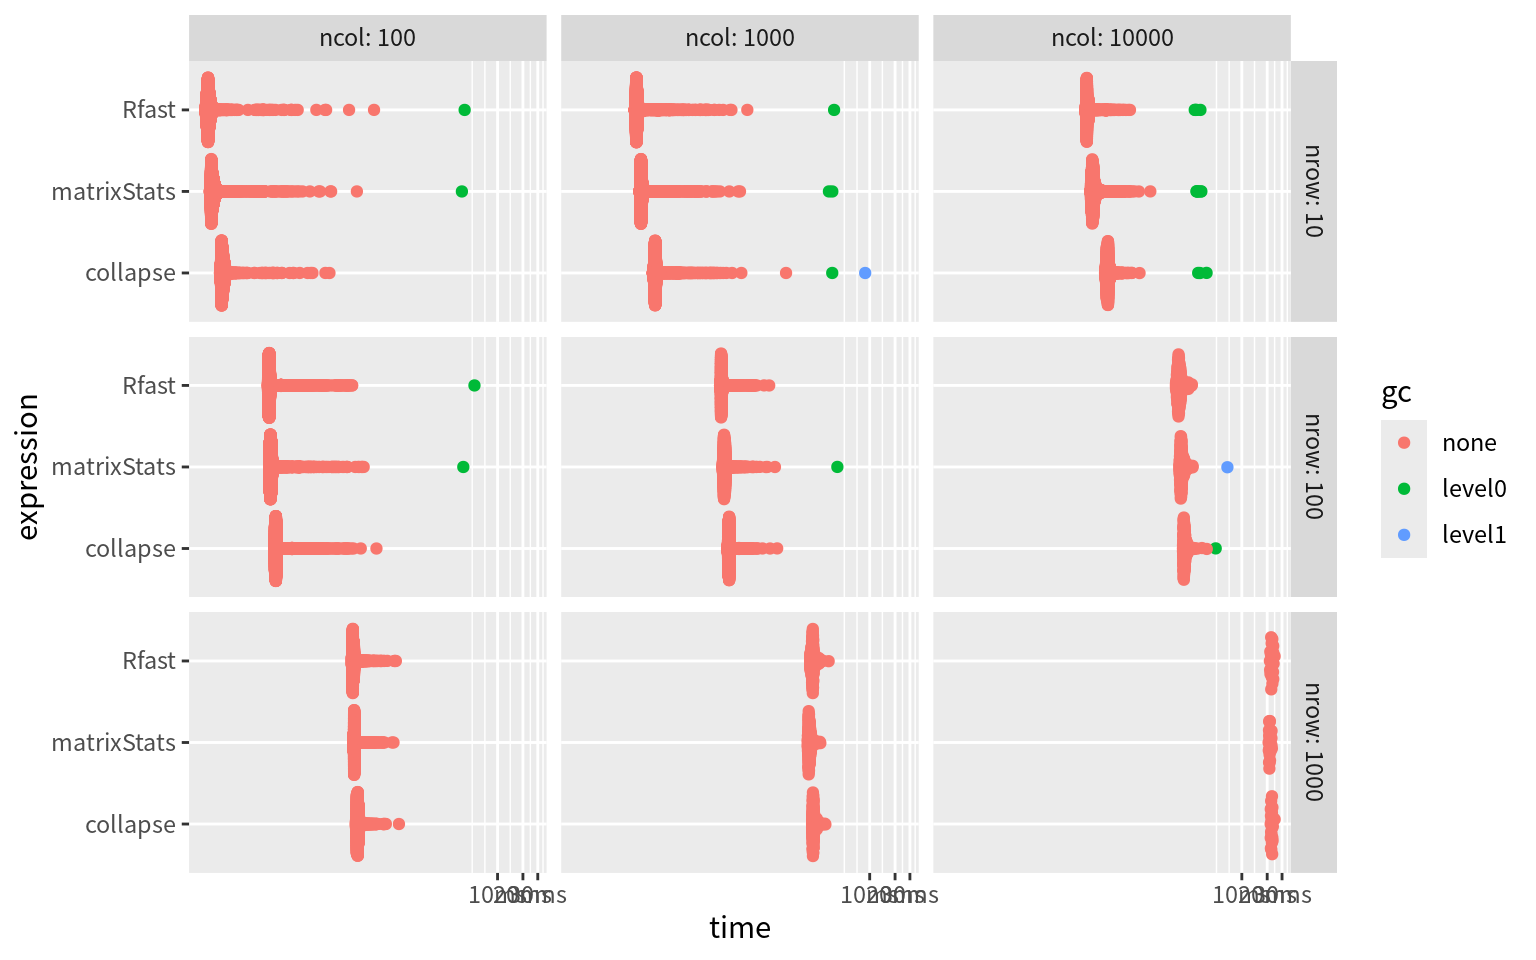 ncol: 100
ncol: 1000
ncol: 10000
Rfast
matrixStats
collapse
nrow: 10
Rfast
matrixStats
collapse
nrow: 100
Rfast
matrixStats
collapse
nrow: 1000
expression
time
gc
none
level0
level1